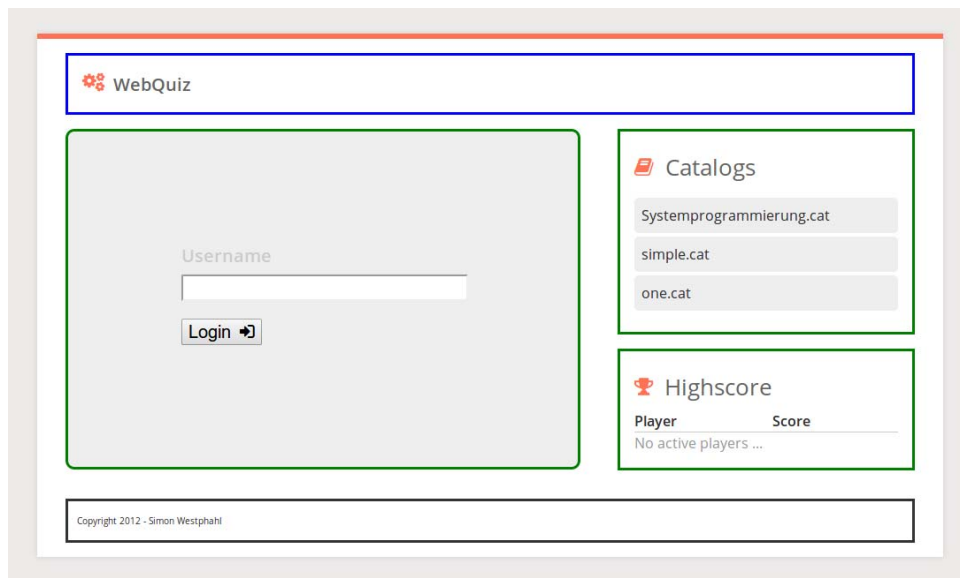 WebQuiz
Username
Login
Catalogs
Systemprogrammierung.cat
simple.cat
one.cat
Highscore
Player Score
No active players ...
Copyright 2012 - Simon Westphahl